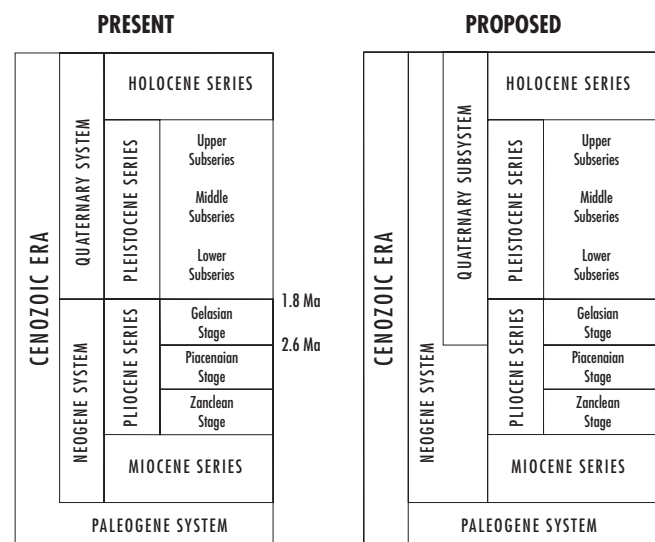 PRESENT
CENOZOIC ERA
QUATERNARY SYSTEM
NEOGENE SYSTEM
HOLOCENE SERIES
PLEISTOCENE SERIES
Upper
Subseries
Middle
Subseries
Lower
Subseries
1.8 Ma
PLIOCENE SERIES
Gelasian
Stage
2.6 Ma
Piacenaian
Stage
Zanclean
Stage
MIOCENE SERIES
PALEOGENE SYSTEM
PROPOSED
CENOZOIC ERA
NEOGENE SYSTEM
QUATERNARY SUBSYSTEM
HOLOCENE SERIES
PLEISTOCENE SERIES
Upper
Subseries
Middle
Subseries
Lower
Subseries
PLIOCENE SERIES
Gelasian
Stage
Piacenaian
Stage
Zanclean
Stage
MIOCENE SERIES
PALEOGENE SYSTEM